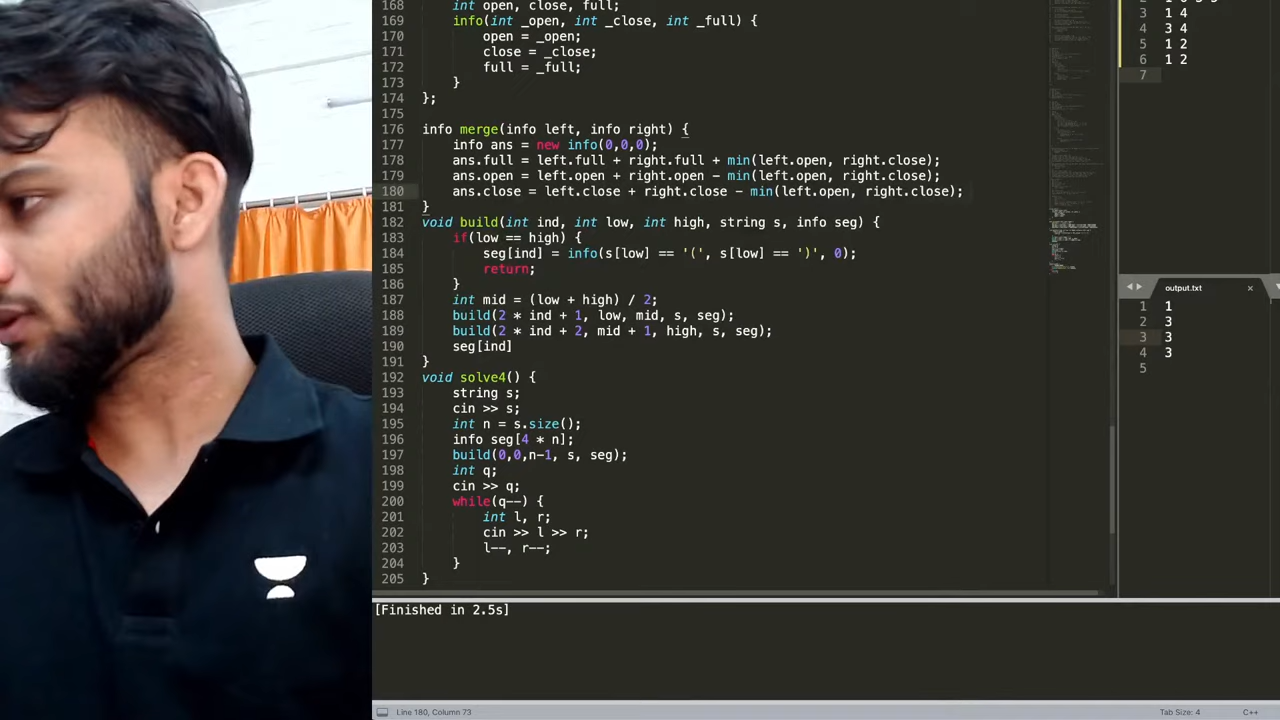 168 int open, close, full;
169 info(int _open, int _close, int _full) {
170 open = _open;
171 close = _close;
172 full = _full;
173 }
174 };
175
176 info merge(info left, info right) {
177 info ans = new info(0,0,0);
178 ans.full = left.full + right.full + min(left.open, right.close);
179 ans.open = left.open + right.open - min(left.open, right.close);
180 ans.close = left.close + right.close - min(left.open, right.close);
181 }
182 void build(int ind, int low, int high, string s, info seg) {
183 if(low == high) {
184 seg[ind] = info(s[low] == '(', s[low] == ')', 0);
185 return;
186 }
187 int mid = (low + high) / 2;
188 build(2 * ind + 1, low, mid, s, seg);
189 build(2 * ind + 2, mid + 1, high, s, seg);
190 seg[ind]
191 }
192 void solve4() {
193 string s;
194 cin >> s;
195 int n = s.size();
196 info seg[4 * n];
197 build(0,0,n-1, s, seg);
198 int q;
199 cin >> q;
200 while(q--) {
201 int l, r;
202 cin >> l >> r;
203 l--, r--;
204 }
205 }
3 1 4
4 3 4
5 1 2
6 1 2
7
output.txt
1 1
2 3
3 3
4 3
5
[Finished in 2.5s]
Line 180, Column 73
Tab Size: 4
C++